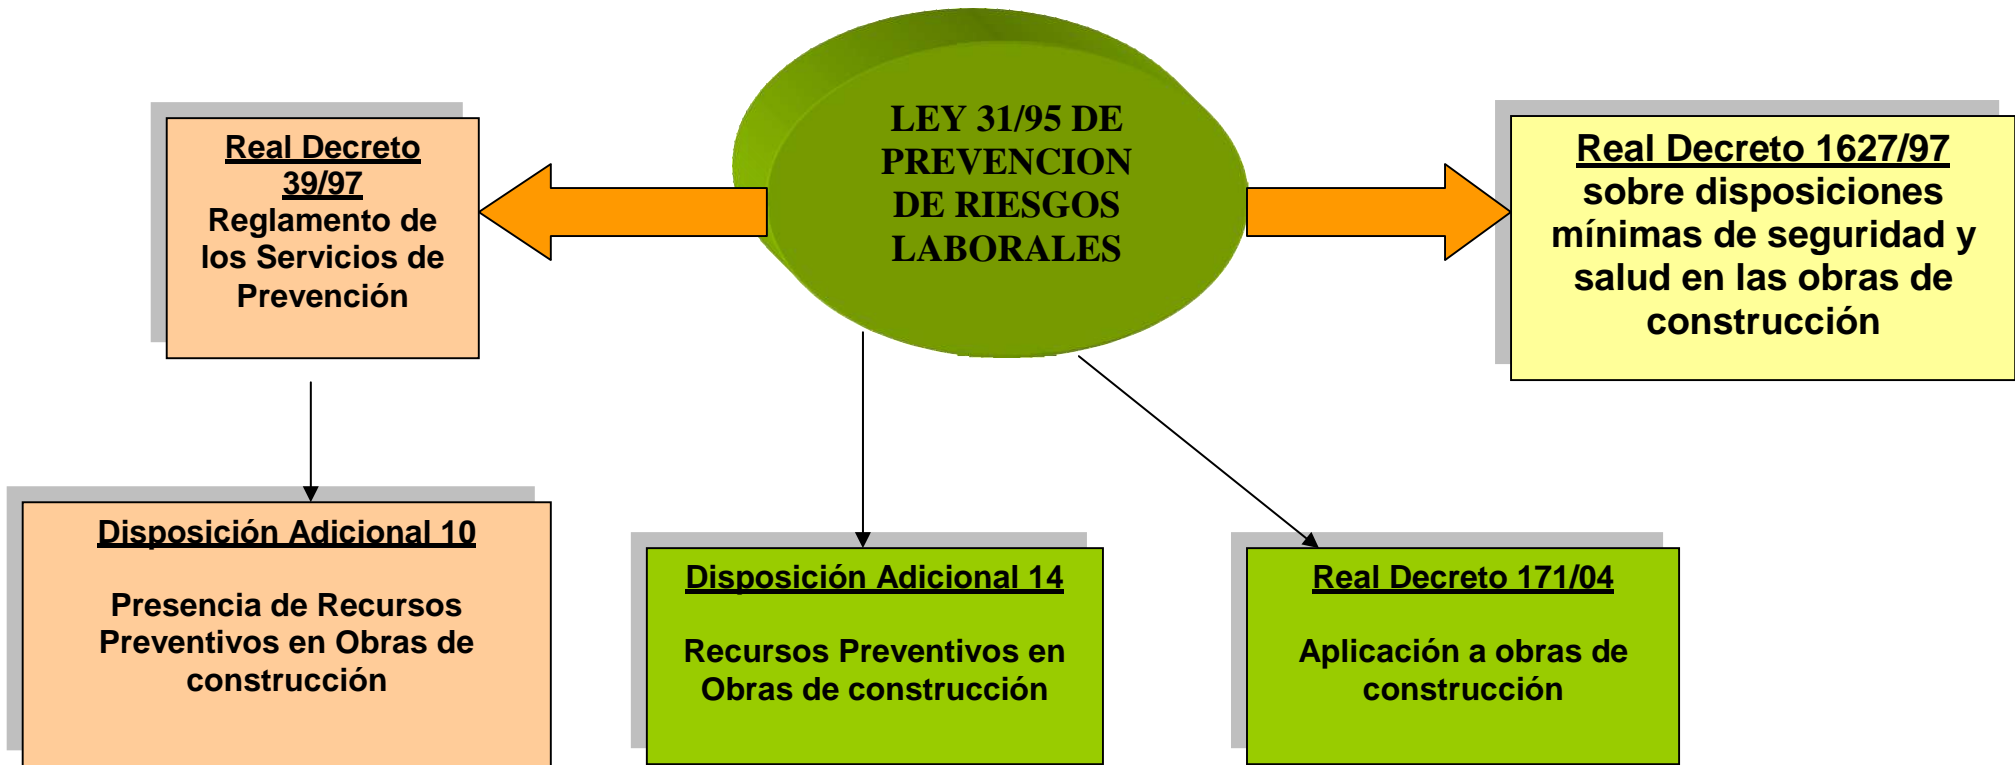 LEY 31/95 DE
PREVENCION
DE RIESGOS
LABORALES
Real Decreto
39/97
Reglamento de
los Servicios de
Prevención
Real Decreto 1627/97
sobre disposiciones
mínimas de seguridad y
salud en las obras de
construcción
Disposición Adicional 10
Presencia de Recursos
Preventivos en Obras de
construcción
Disposición Adicional 14
Recursos Preventivos en
Obras de construcción
Real Decreto 171/04
Aplicación a obras de
construcción